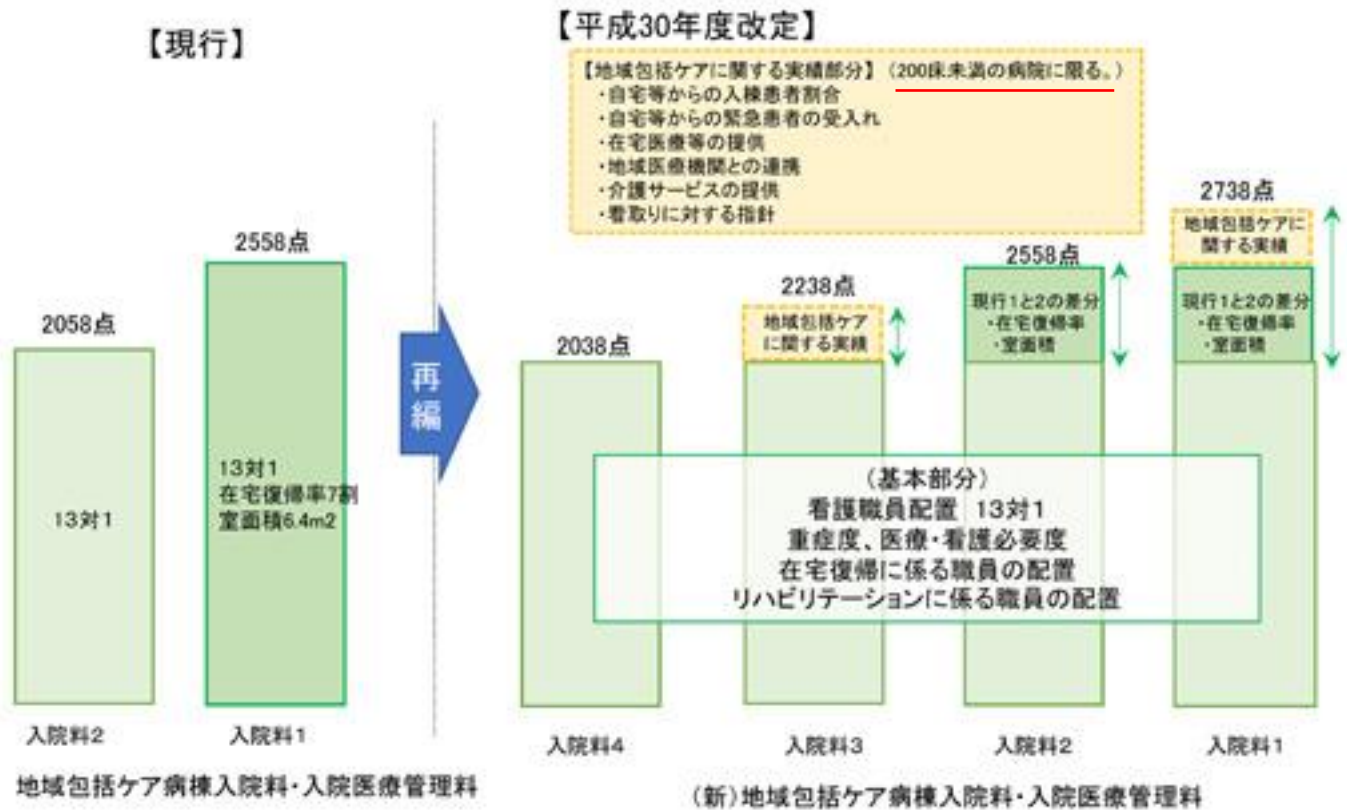 【現行】
2058点
13対1
入院料2
2558点
13対1
在宅復帰率7割
室面積6.4m2
入院料1
地域包括ケア病棟入院料・入院医療管理料
再
編
【平成30年度改定】
【地域包括ケアに関する実績部分】（200床未満の病院に限る。）
・自宅等からの入棟患者割合
・自宅等からの緊急患者の受入れ
・在宅医療等の提供
・地域医療機関との連携
・介護サービスの提供
・看取りに対する指針
2038点
2238点
地域包括ケア
に関する実績
2558点
現行1と2の差分
・在宅復帰率
・室面積
2738点
地域包括ケアに
関する実績
現行1と2の差分
・在宅復帰率
・室面積
（基本部分）
看護職員配置 13対1
重症度、医療・看護必要度
在宅復帰に係る職員の配置
リハビリテーションに係る職員の配置
入院料4
入院料3
入院料2
入院料1
（新）地域包括ケア病棟入院料・入院医療管理料